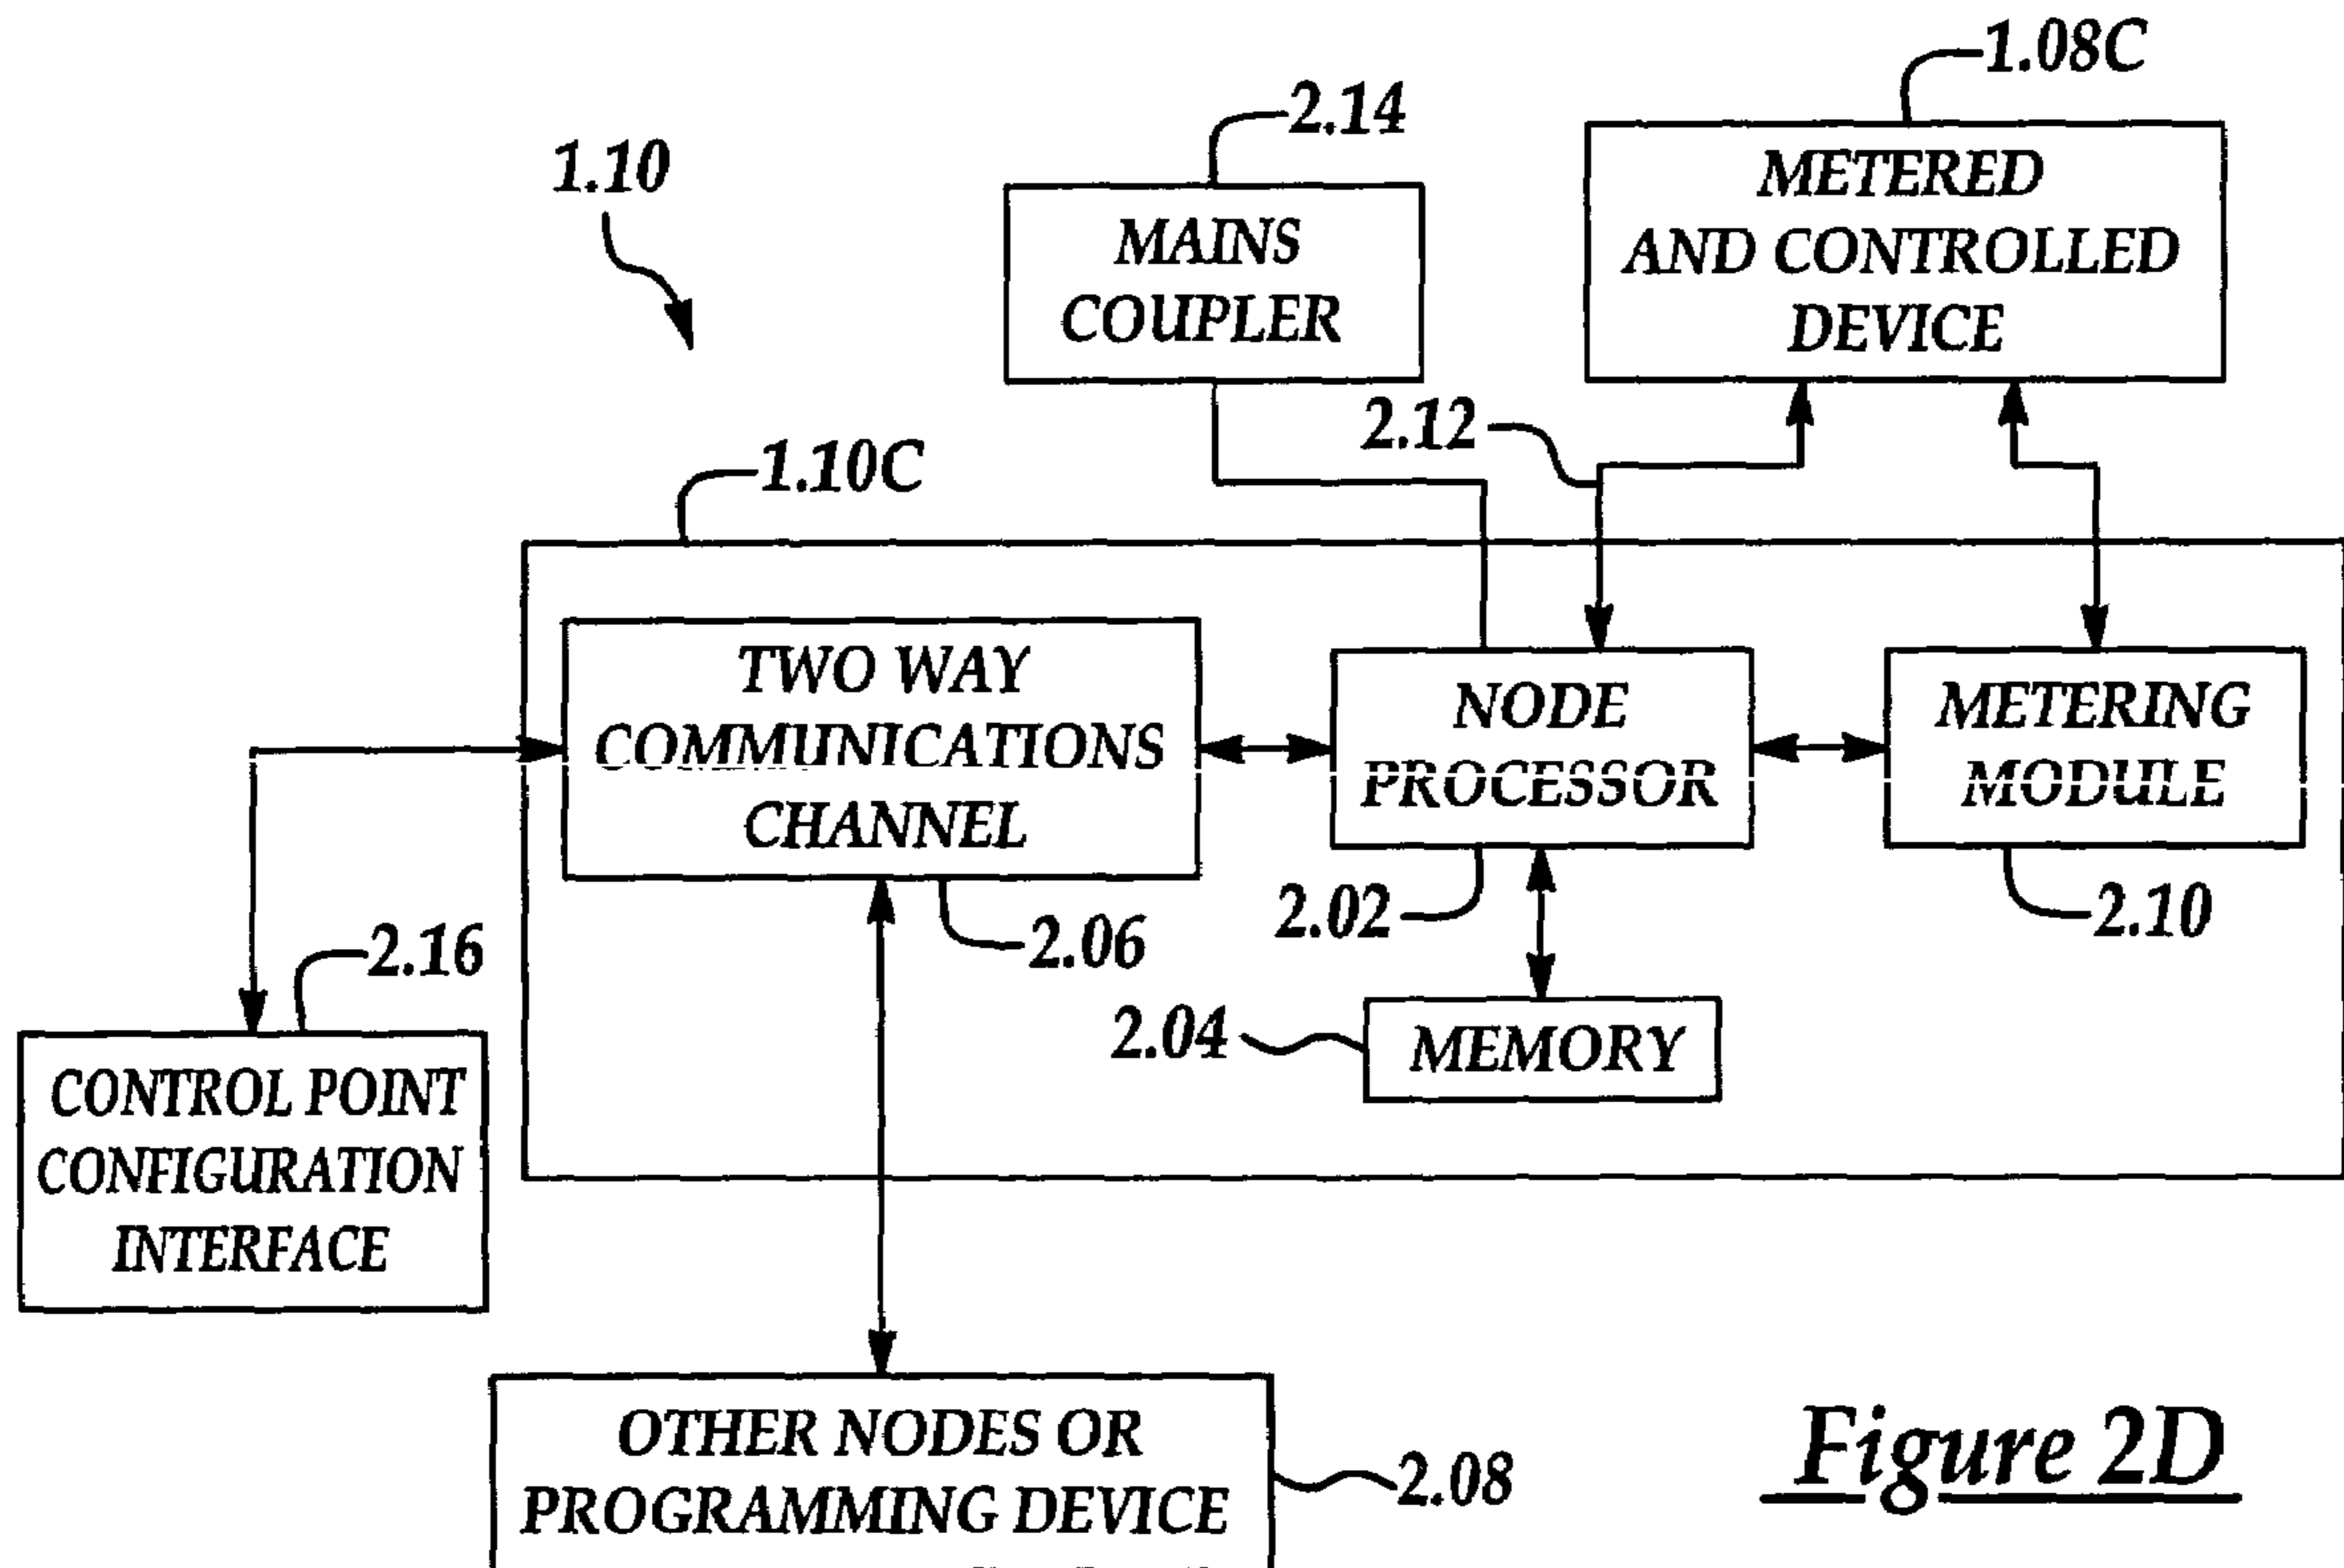 1.08C
2.14
1.10
METERED
AND CONTROLLED
DEVICE
MAINS
COUPLER
2.12
1.10C
TWO WAY
COMMUNICATIONS
CHANNEL
NODE
PROCESSOR
METERING
MODULE
2.02
2.10
2.06
2.16
2.04
MEMORY
CONTROL POINT
CONFIGURATION
INTERFACE
OTHER NODES OR
PROGRAMMING DEVICE
2.08
Figure 2D